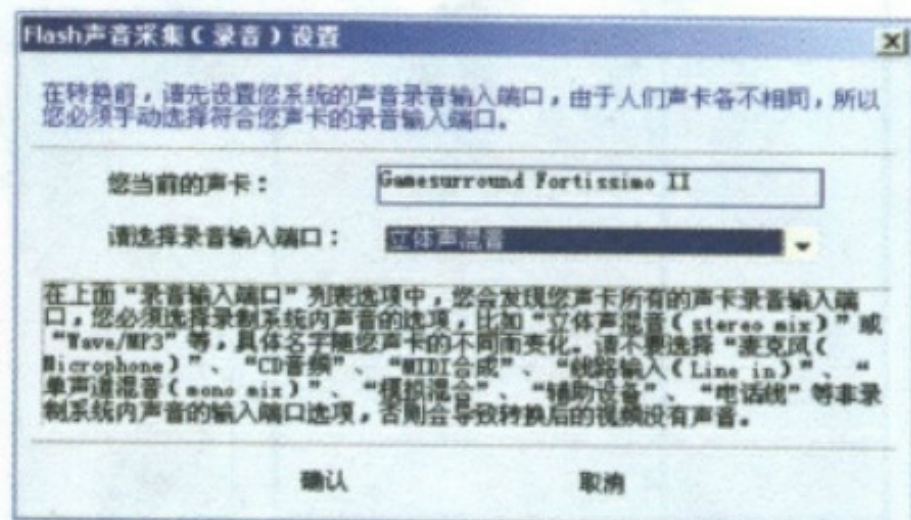 Flash声音采集（录音）设置
在转换前，请先设置您系统的声音录音输入端口，由于人们声卡各不相同，所以
您必须手动选择符合您声卡的录音输入端口。
您当前的声卡：
Gamesurround Fortissimo II
请选择录音输入端口：
立体声混音
在上面“录音输入端口”列表选项中，您会发现您声卡所有的声卡录音输入端
口，您必须选择录制系统内声音的选项，比如“立体声混音（stereo mix）”或
“Wave/MP3”等，具体名字随您声卡的不同而变化。请不要选择“麦克风（
Microphone）”、“CD音频”、“MIDI合成”、“线路输入（Line in）”、“
单声道混音（mono mix）”、“模拟混合”、“辅助设备”、“电话线”等非录
制系统内声音的输入端口选项，否则会导致转换后的视频没有声音。
确认
取消